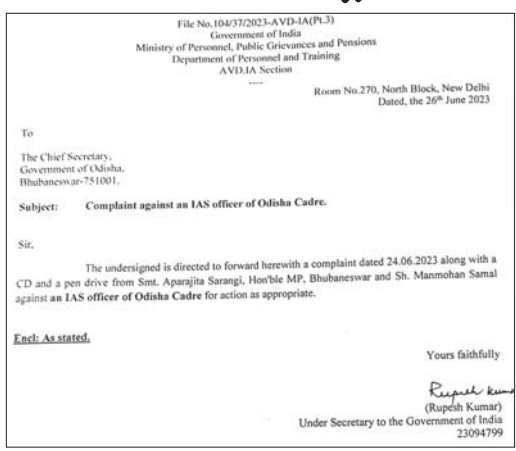 File No.104/37/2023-AVD-IA(Pt.3)
Government of India
Ministry of Personnel, Public Grievances and Pensions
Department of Personnel and Training
AVD.IA Section
----
Room No.270, North Block, New Delhi
Dated, the 26th June 2023
To
The Chief Secretary,
Government of Odisha,
Bhubaneswar-751001.
Subject: Complaint against an IAS officer of Odisha Cadre.
Sir,
The undersigned is directed to forward herewith a complaint dated 24.06.2023 along with a
CD and a pen drive from Smt. Aparajita Sarangi, Hon'ble MP, Bhubaneswar and Sh. Manmohan Samal
against an IAS officer of Odisha Cadre for action as appropriate.
Encl: As stated.
Yours faithfully
Rupesh Kuma
(Rupesh Kumar)
Under Secretary to the Government of India
23094799